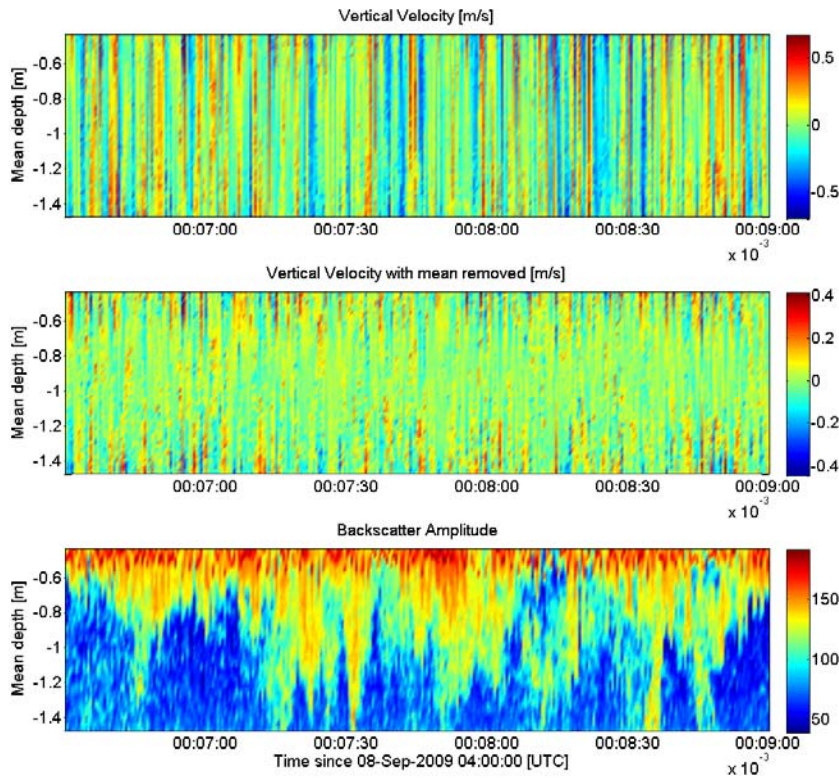 Vertical Velocity [m/s]
Mean depth [m]
-0.6
-0.8
-1
-1.2
-1.4
00:07:00 00:07:30 00:08:00 00:08:30 00:09:00
x 10⁻³
0.5
0
-0.5
Vertical Velocity with mean removed [m/s]
Mean depth [m]
-0.6
-0.8
-1
-1.2
-1.4
00:07:00 00:07:30 00:08:00 00:08:30 00:09:00
x 10⁻³
0.4
0.2
0
-0.2
-0.4
Backscatter Amplitude
Mean depth [m]
-0.6
-0.8
-1
-1.2
-1.4
00:07:00 00:07:30 00:08:00 00:08:30 00:09:00
Time since 08-Sep-2009 04:00:00 [UTC]
x 10⁻³
150
100
50